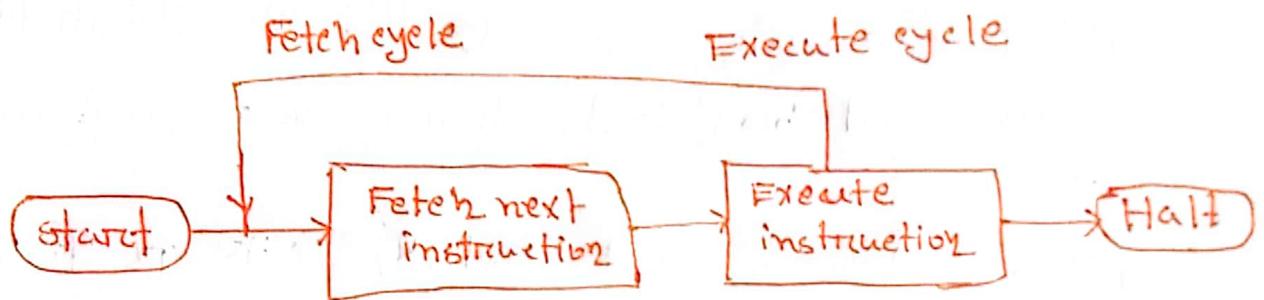 Fetch cycle
Execute cycle
Start
Fetch next
instruction
Execute
instruction
Halt